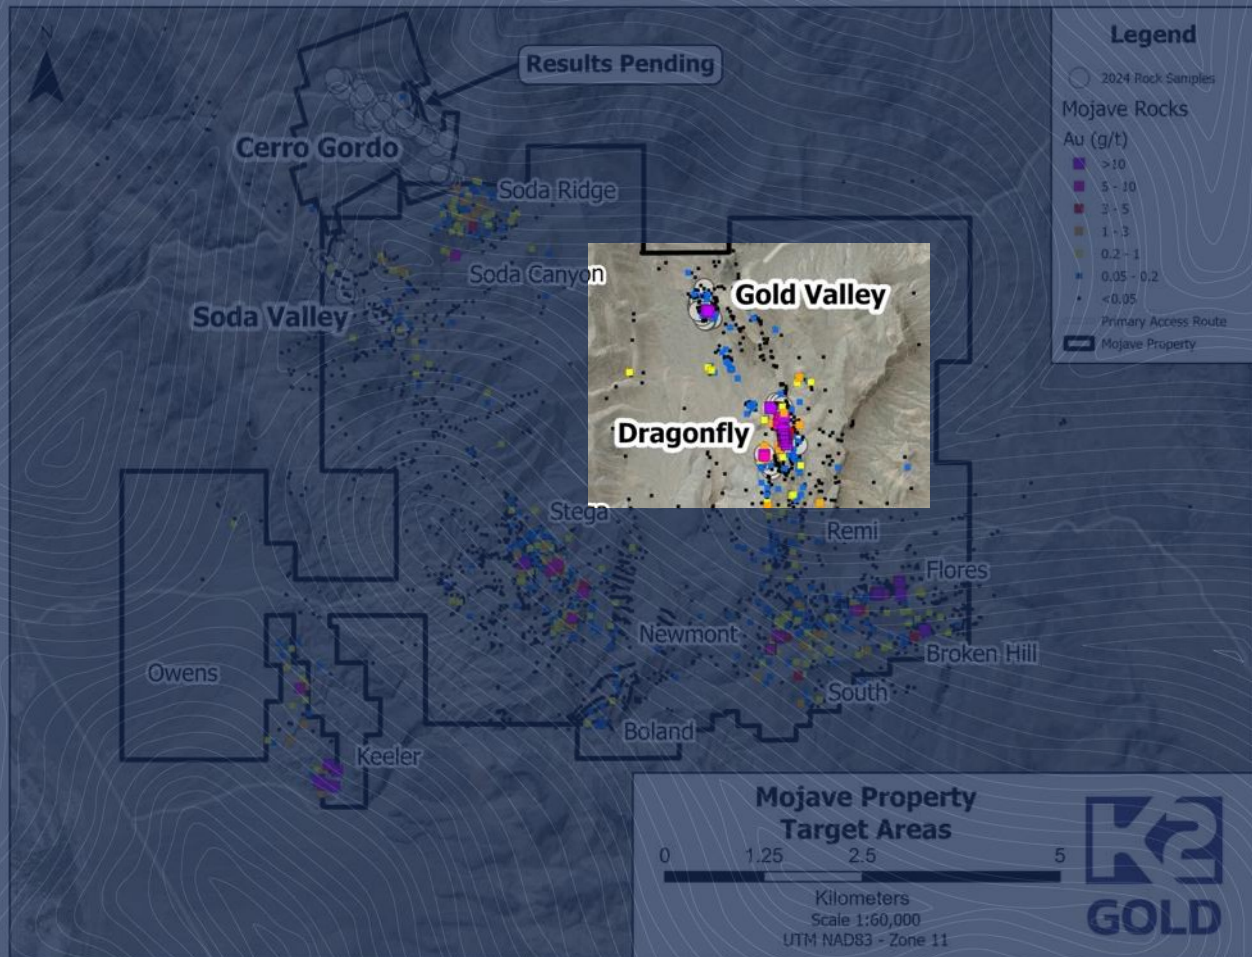 N
Results Pending
Cerro Gordo
Soda Ridge
Soda Canyon
Gold Valley
Soda Valley
Dragonfly
Stega
Remi
Flores
Newmont
Broken Hill
Owens
South
Boland
Keeler
Legend
2024 Rock Samples
Mojave Rocks
Au (g/t)
>10
5 - 10
3 - 5
1 - 3
0.2 - 1
0.05 - 0.2
<0.05
Primary Access Route
Mojave Property
Mojave Property
Target Areas
0 1.25 2.5 5
Kilometers
Scale 1:60,000
UTM NAD83 - Zone 11
K2
GOLD